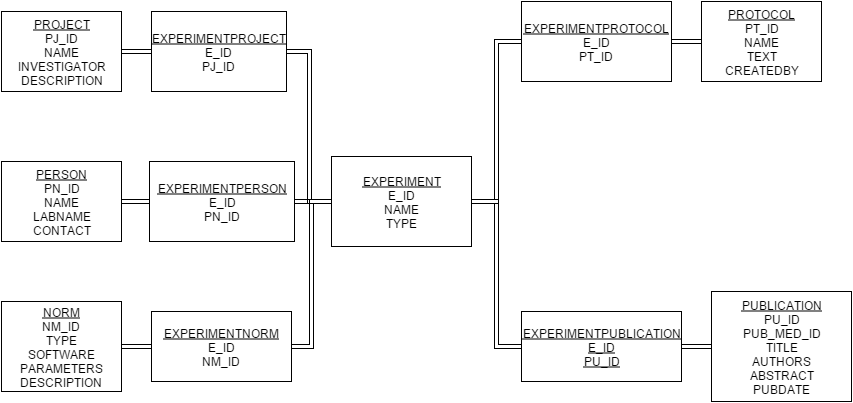 PROJECT
PJ_ID
NAME
INVESTIGATOR
DESCRIPTION
EXPERIMENTPROJECT
E_ID
PJ_ID
EXPERIMENTPROTOCOL
E_ID
PT_ID
PROTOCOL
PT_ID
NAME
TEXT
CREATEDBY
PERSON
PN_ID
NAME
LABNAME
CONTACT
EXPERIMENTPERSON
E_ID
PN_ID
EXPERIMENT
E_ID
NAME
TYPE
NORM
NM_ID
TYPE
SOFTWARE
PARAMETERS
DESCRIPTION
EXPERIMENTNORM
E_ID
NM_ID
EXPERIMENTPUBLICATION
E_ID
PU_ID
PUBLICATION
PU_ID
PUB_MED_ID
TITLE
AUTHORS
ABSTRACT
PUBDATE